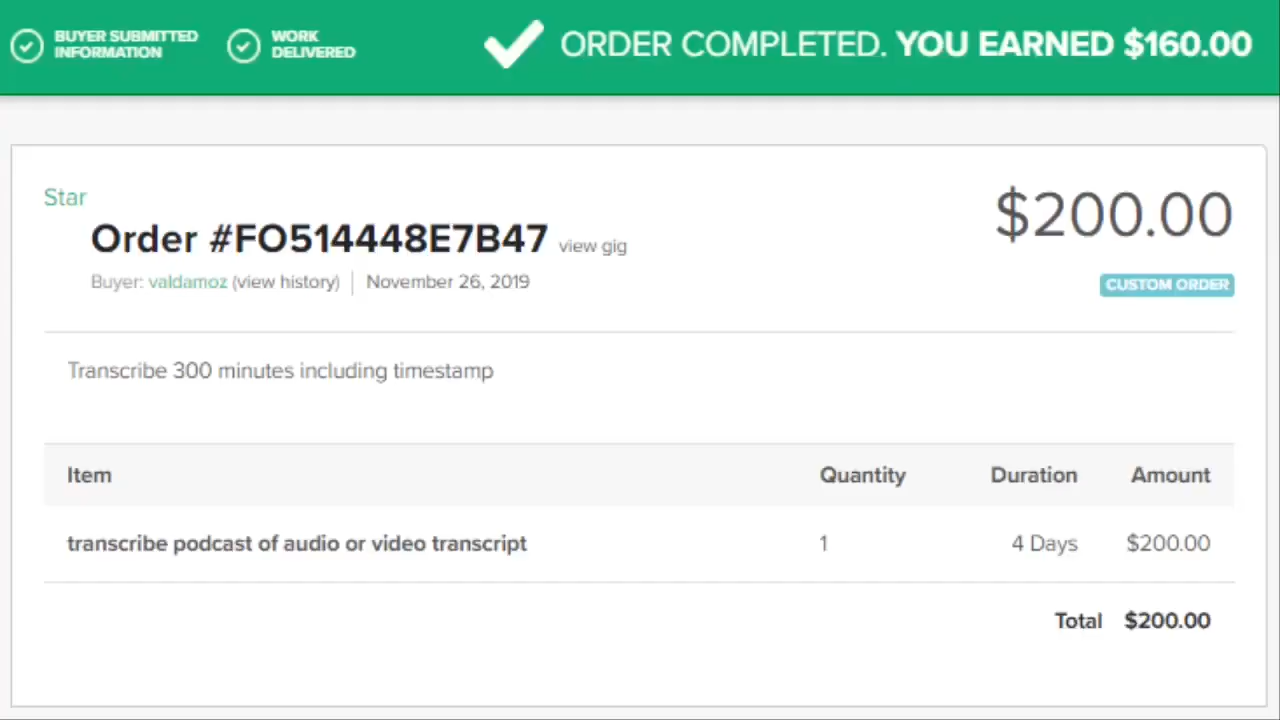 BUYER SUBMITTED INFORMATION
WORK DELIVERED
ORDER COMPLETED. YOU EARNED $160.00
Star
$200.00
Order #FO514448E7B47 view gig
Buyer: valdamoz (view history) | November 26, 2019
CUSTOM ORDER
Transcribe 300 minutes including timestamp
Item Quantity Duration Amount
transcribe podcast of audio or video transcript 1 4 Days $200.00
Total $200.00